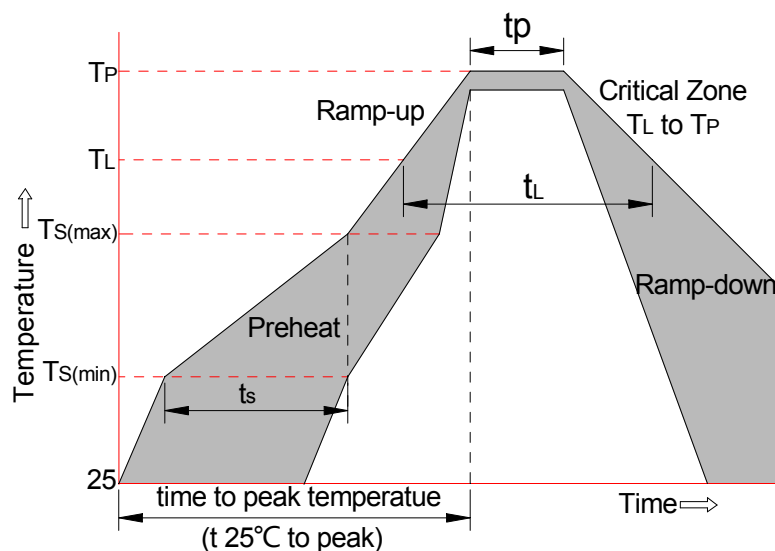 tp
TP
Ramp-up
Critical Zone
TL to TP
TL
tL
TS(max)
Temperature
Ramp-down
Preheat
TS(min)
ts
25
time to peak temperatue
Time
(t 25℃ to peak)